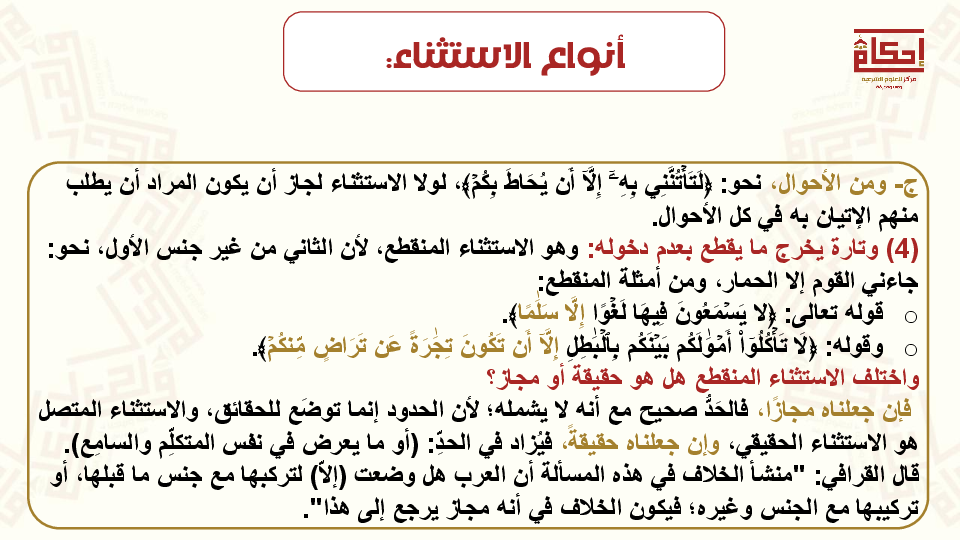 أنواع الاستثناء:
إحكام
مركز للعلوم الشرعية
ج- ومن الأحوال، نحو: ﴿لَتَأْتُنَّنِي بِهِۦٓ إِلَّآ أَن يُحَاطَ بِكُمۡ﴾، لولا الاستثناء لجاز أن يكون المراد أن يطلب
منهم الإتيان به في كل الأحوال.
(4) وتارة يخرج ما يقطع بعدم دخوله: وهو الاستثناء المنقطع، لأن الثاني من غير جنس الأول، نحو:
جاءني القوم إلا الحمار، ومن أمثلة المنقطع:
○ قوله تعالى: ﴿لا يَسۡمَعُونَ فِيهَا لَغۡوًا إِلَّا سَلَٰمًا﴾.
○ وقوله: ﴿لَا تَأۡكُلُوٓاْ أَمۡوَٰلَكُم بَيۡنَكُم بِٱلۡبَٰطِلِ إِلَّآ أَن تَكُونَ تِجَٰرَةً عَن تَرَاضٍ مِّنكُمۡ﴾.
واختلف الاستثناء المنقطع هل هو حقيقة أو مجاز؟
فإن جعلناه مجازًا، فالحَدُّ صحيح مع أنه لا يشمله؛ لأن الحدود إنما توضَع للحقائق، والاستثناء المتصل
هو الاستثناء الحقيقي، وإن جعلناه حقيقةً، فيُزاد في الحدِّ: (أو ما يعرض في نفس المتكلِّم والسامِع).
قال القرافي: "منشأ الخلاف في هذه المسألة أن العرب هل وضعت (إلاّ) لتركبها مع جنس ما قبلها، أو
تركيبها مع الجنس وغيره؛ فيكون الخلاف في أنه مجاز يرجع إلى هذا".